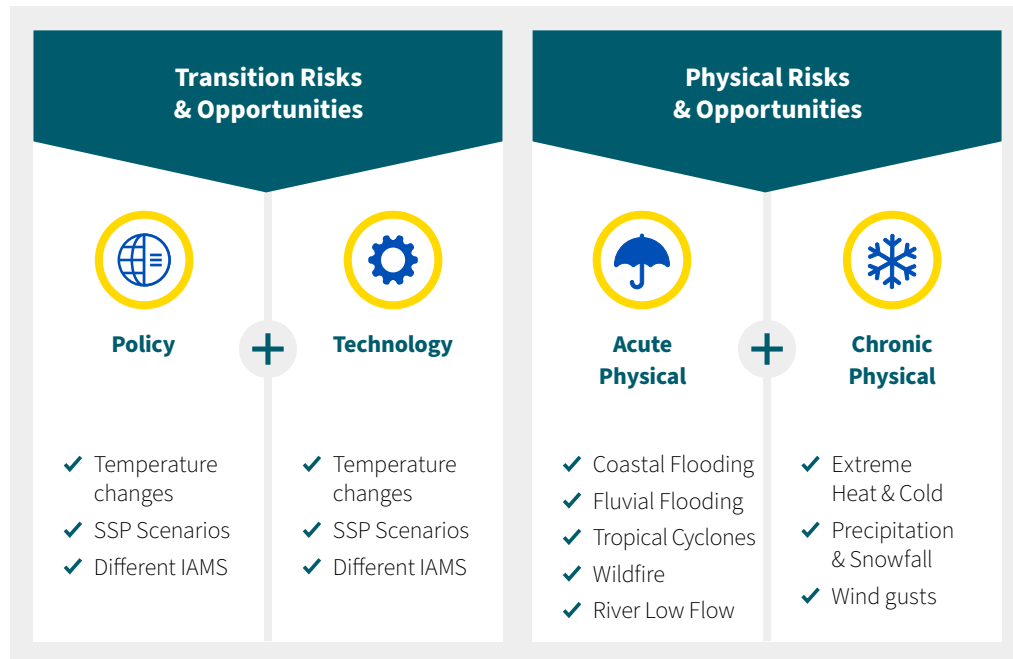 Transition Risks
& Opportunities
Policy
Temperature
changes
SSP Scenarios
Different IAMS
Technology
Temperature
changes
SSP Scenarios
Different IAMS
Physical Risks
& Opportunities
Acute
Physical
Coastal Flooding
Fluvial Flooding
Tropical Cyclones
Wildfire
River Low Flow
Chronic
Physical
Extreme
Heat & Cold
Precipitation
& Snowfall
Wind gusts